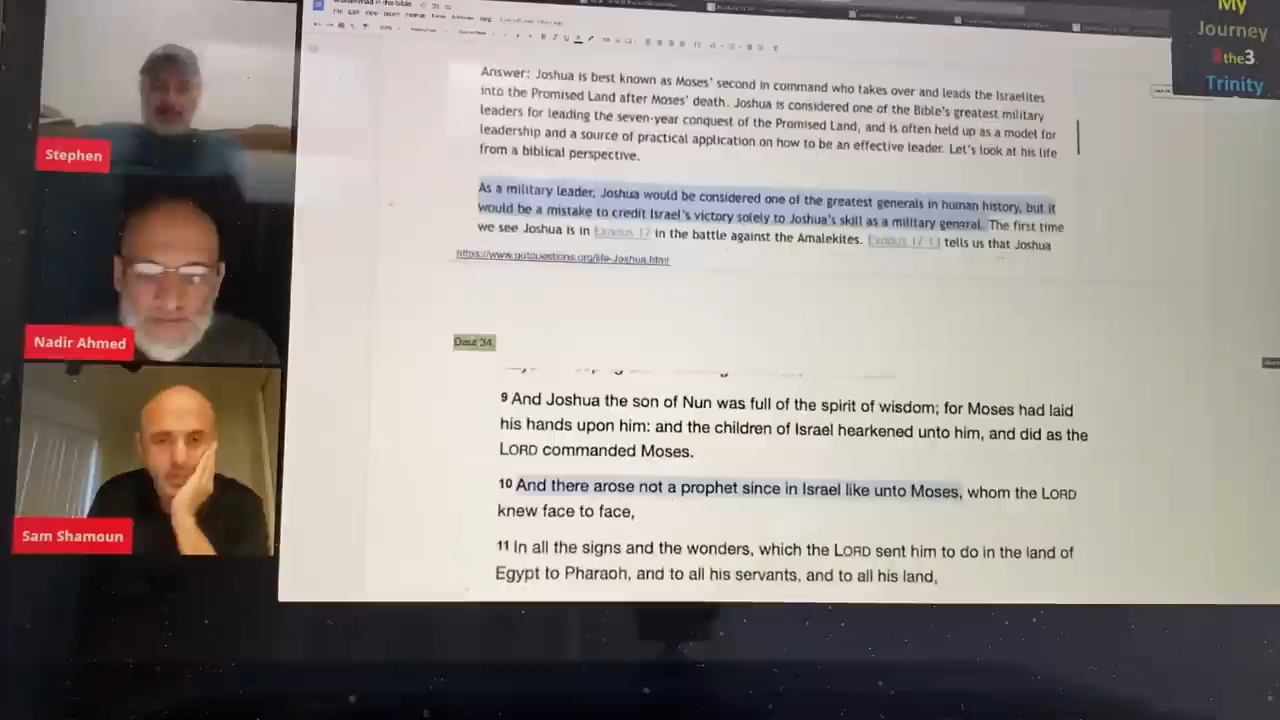 My
Journey
2the3.
Trinity
Stephen
Nadir Ahmed
Sam Shamoun
Answer: Joshua is best known as Moses' second in command who takes over and leads the Israelites
into the Promised Land after Moses' death. Joshua is considered one of the Bible's greatest military
leaders for leading the seven-year conquest of the Promised Land, and is often held up as a model for
leadership and a source of practical application on how to be an effective leader. Let's look at his life
from a biblical perspective.
As a military leader, Joshua would be considered one of the greatest generals in human history, but it
would be a mistake to credit Israel's victory solely to Joshua's skill as a military general. The first time
we see Joshua is in Exodus 17 in the battle against the Amalekites. Exodus 17:13 tells us that Joshua
https://www.gotquestions.org/life-Joshua.html
Deut 34.
9 And Joshua the son of Nun was full of the spirit of wisdom; for Moses had laid
his hands upon him: and the children of Israel hearkened unto him, and did as the
LORD commanded Moses.
10 And there arose not a prophet since in Israel like unto Moses, whom the LORD
knew face to face,
11 In all the signs and the wonders, which the LORD sent him to do in the land of
Egypt to Pharaoh, and to all his servants, and to all his land,